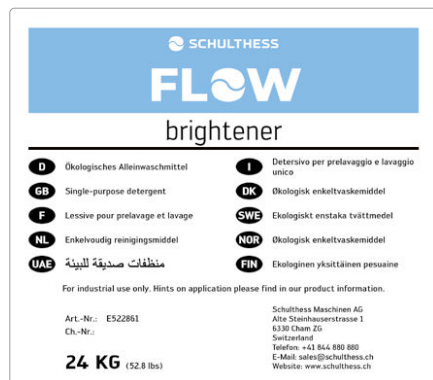 SCHULTHESS
FLOW
brightener
D Ökologisches Alleinwaschmittel
GB Single-purpose detergent
F Lessive pour prelavage et lavage
NL Enkelvoudig reinigingsmiddel
UAE منظفات صديقة للبيئة
I Detersivo per prelavaggio e lavaggio
unico
DK Økologisk enkeltvaskemiddel
SWE Ekologiskt enstaka tvättmedel
NOR Økologisk enkeltvaskemiddel
FIN Ekologinen yksittäinen pesuaine
For industrial use only. Hints on application please find in our product information.
Art.-Nr.: E522861
Ch.-Nr.:
24 KG (52.8 lbs)
Schulthess Maschinen AG
Alte Steinhauserstrasse 1
6330 Cham ZG
Switzerland
Telefon: +41 844 880 880
E-Mail: sales@schulthess.ch
Website: www.schulthess.ch